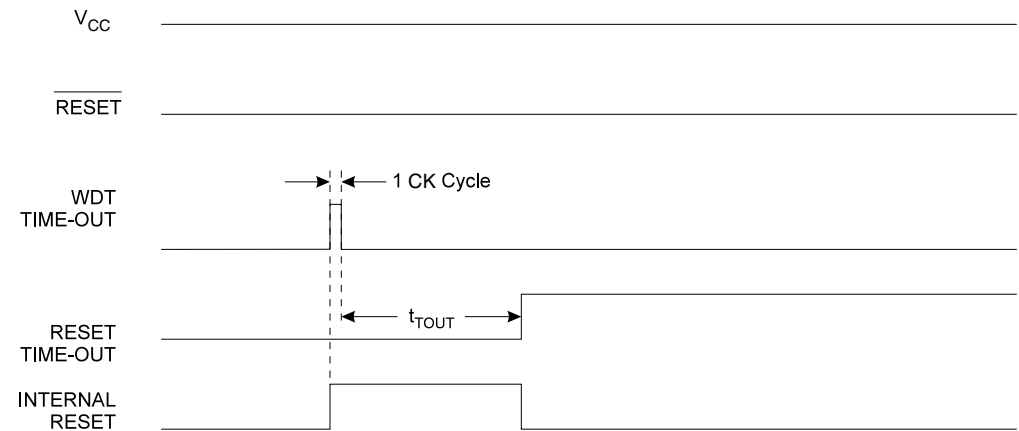 VCC
RESET
1 CK Cycle
WDT
TIME-OUT
tTOUT
RESET
TIME-OUT
INTERNAL
RESET